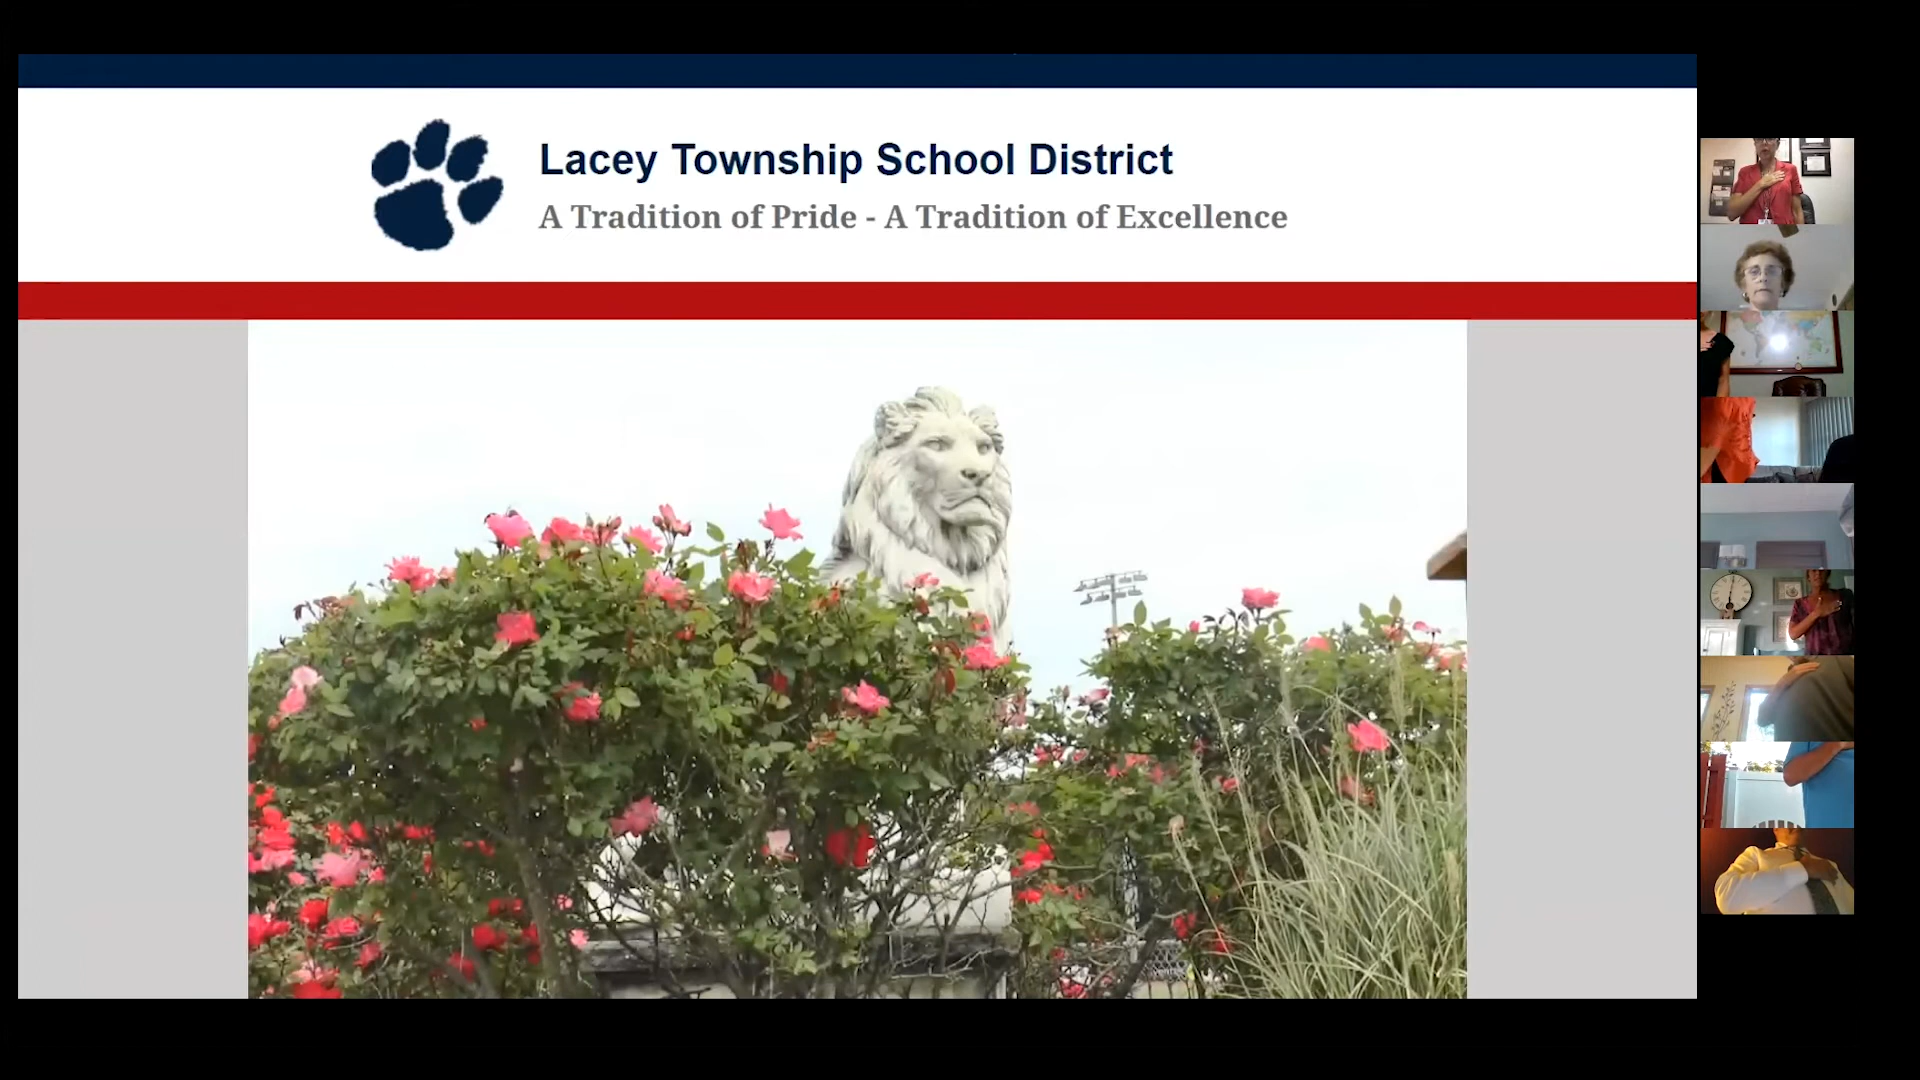 Lacey Township School District
A Tradition of Pride - A Tradition of Excellence